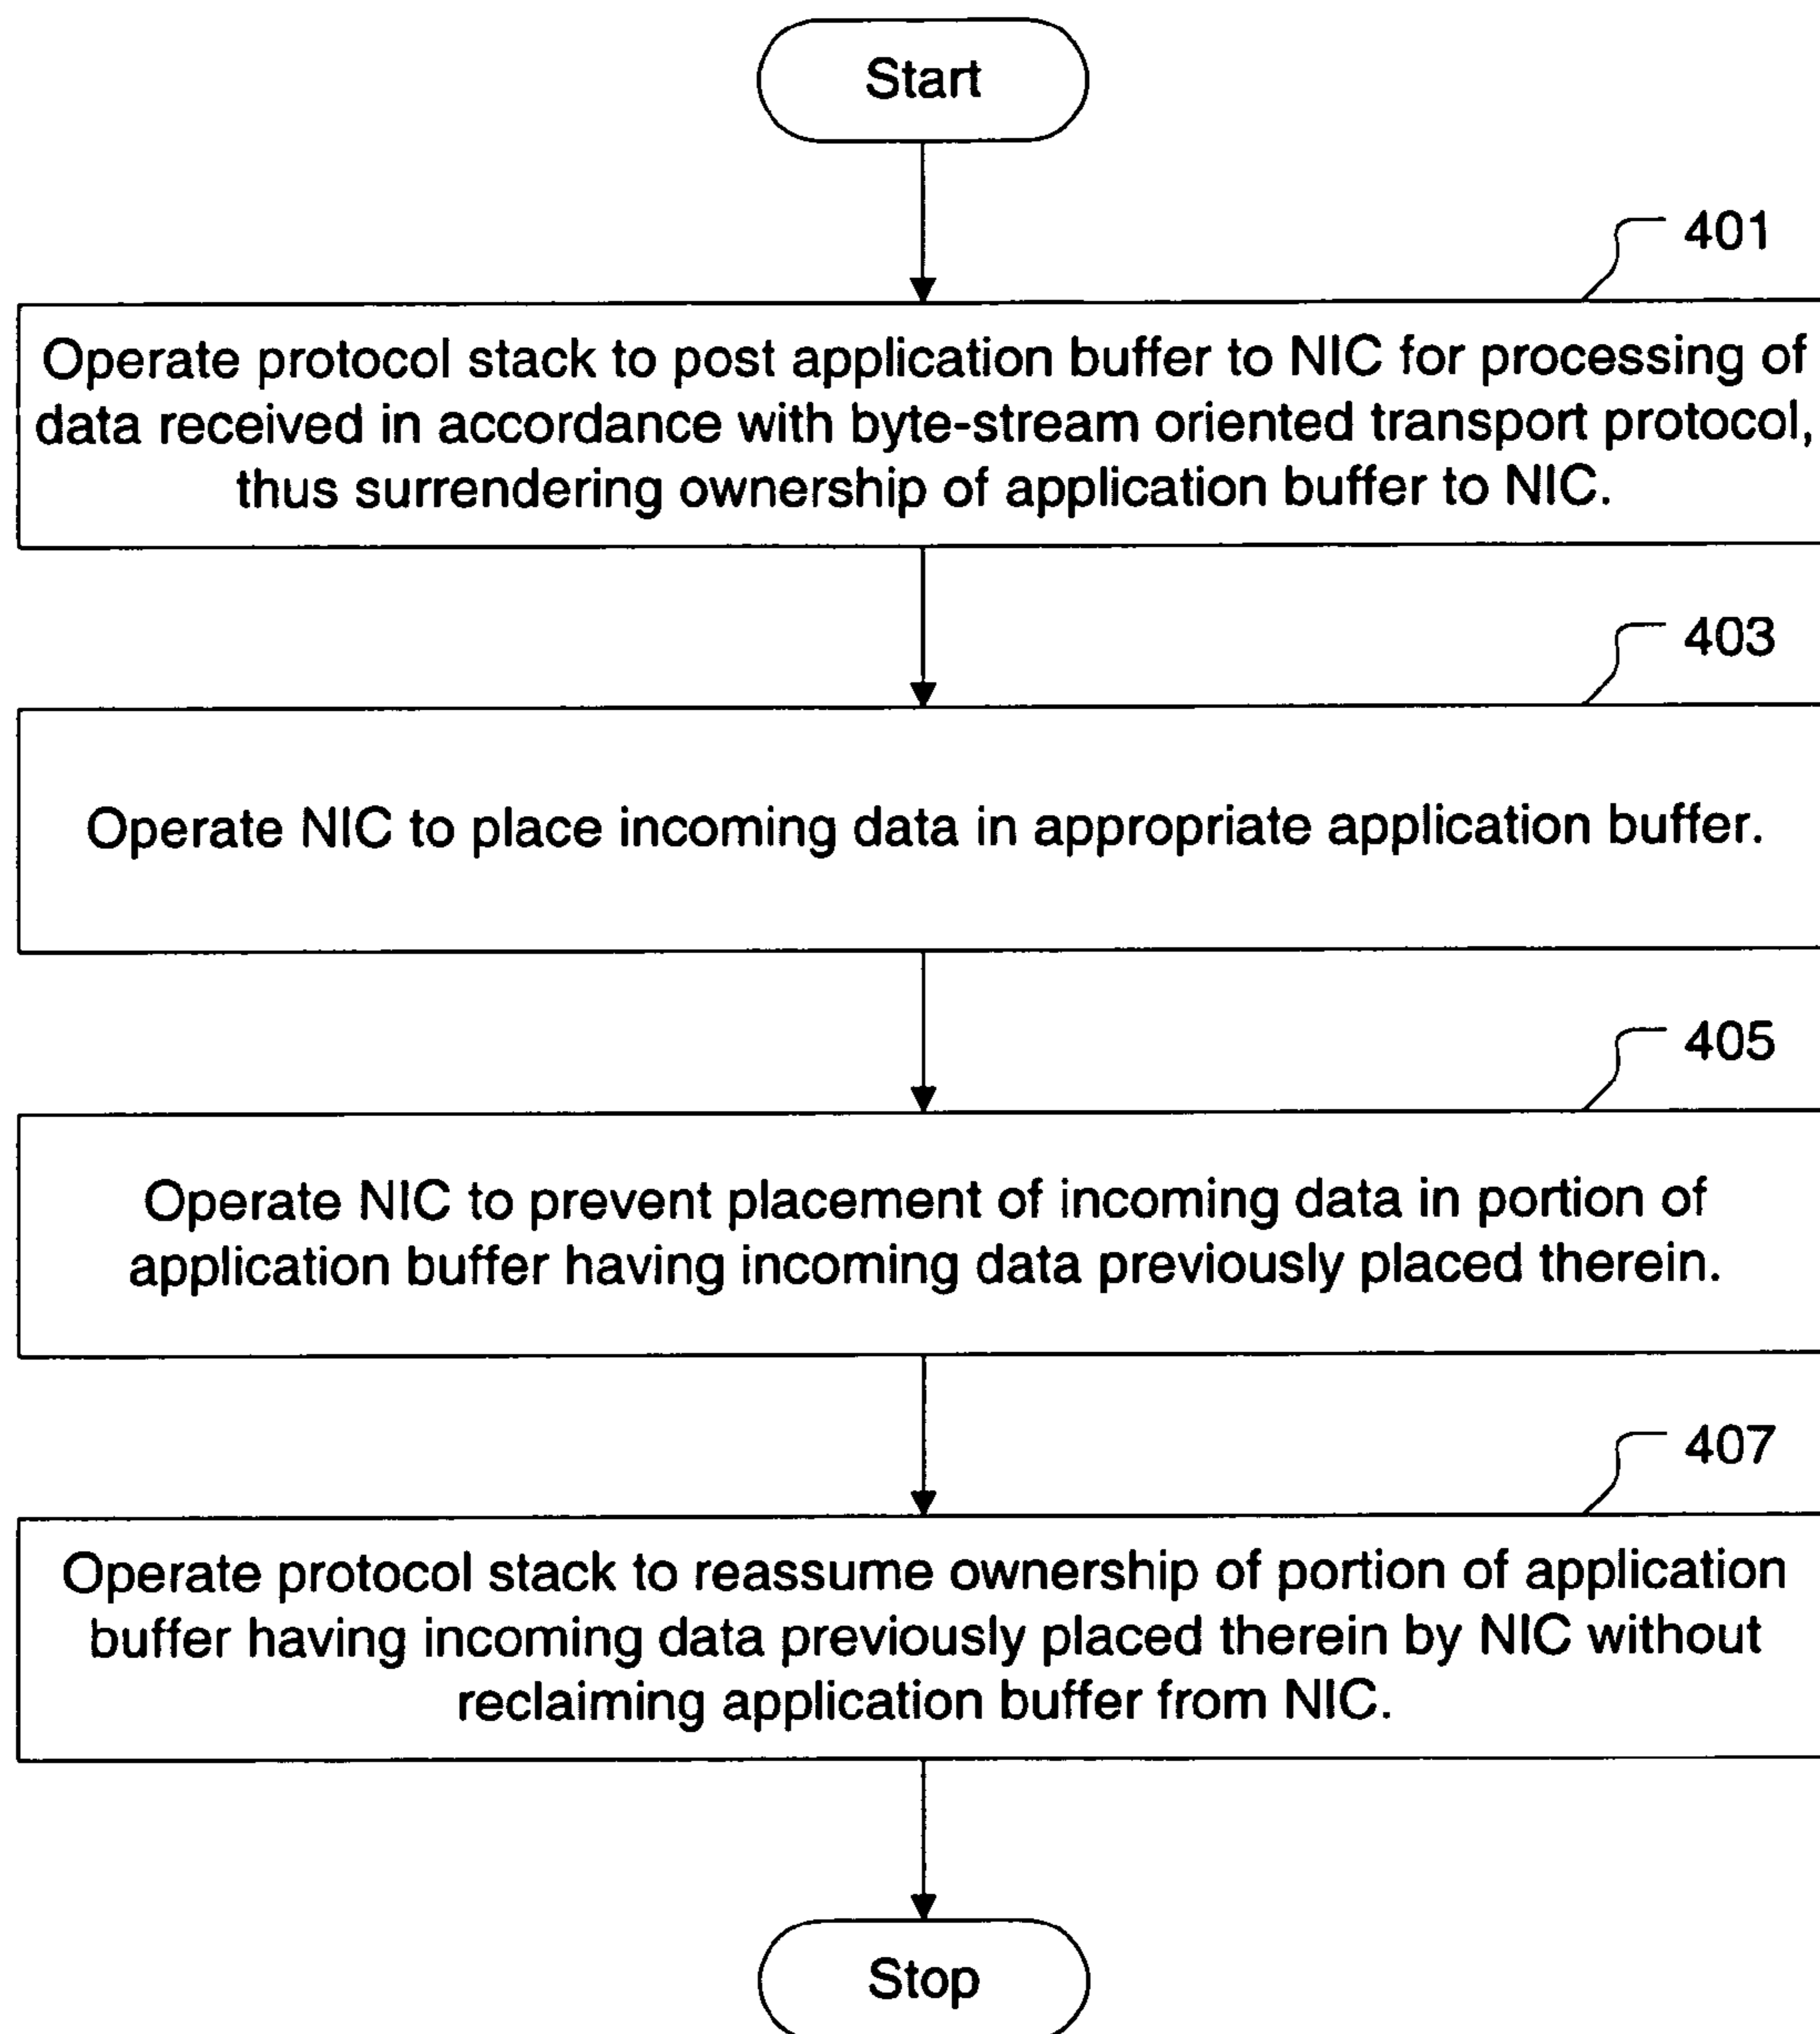 Start
401
Operate protocol stack to post application buffer to NIC for processing of
data received in accordance with byte-stream oriented transport protocol,
thus surrendering ownership of application buffer to NIC.
403
Operate NIC to place incoming data in appropriate application buffer.
405
Operate NIC to prevent placement of incoming data in portion of
application buffer having incoming data previously placed therein.
407
Operate protocol stack to reassume ownership of portion of application
buffer having incoming data previously placed therein by NIC without
reclaiming application buffer from NIC.
Stop